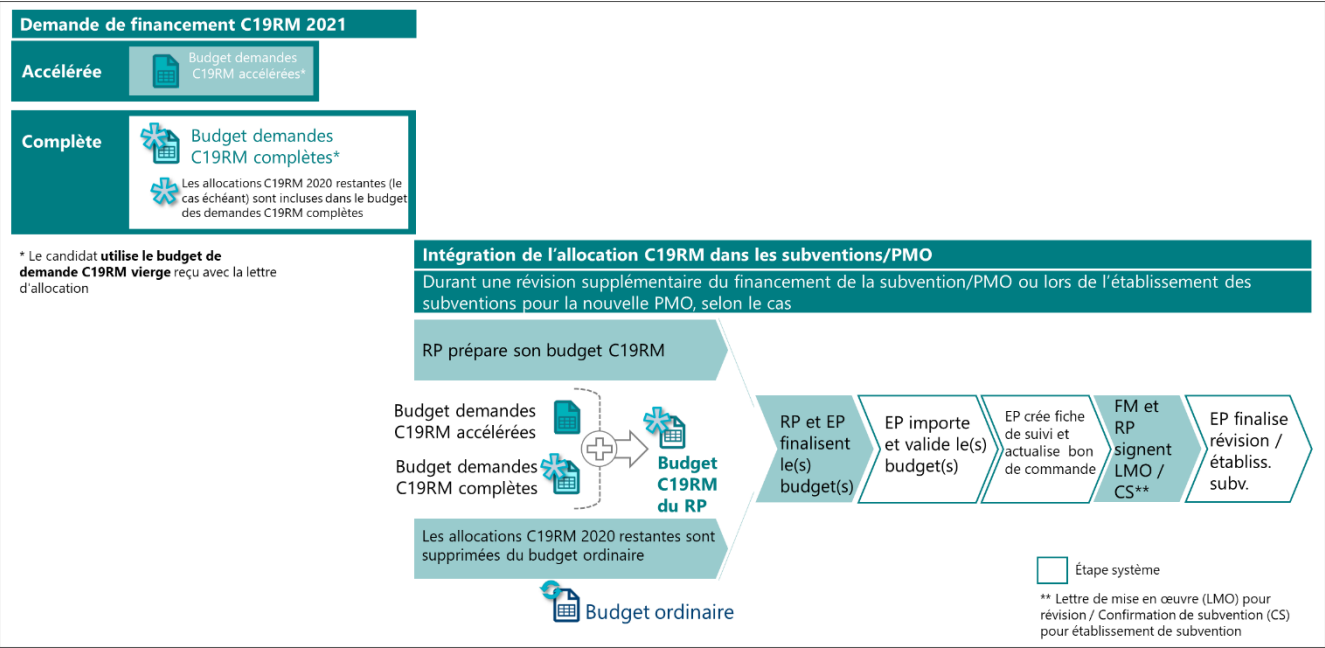 Demande de financement C19RM 2021
Accélérée
Budget demandes
C19RM accélérées*
Complète
Budget demandes
C19RM complètes*
Les allocations C19RM 2020 restantes (le
cas échéant) sont incluses dans le budget
des demandes C19RM complètes
* Le candidat utilise le budget de
demande C19RM vierge reçu avec la lettre
d'allocation
Intégration de l'allocation C19RM dans les subventions/PMO
Durant une révision supplémentaire du financement de la subvention/PMO ou lors de l'établissement des
subventions pour la nouvelle PMO, selon le cas
RP prépare son budget C19RM
Budget demandes
C19RM accélérées
Budget demandes
C19RM complètes
Budget
C19RM
du RP
Les allocations C19RM 2020 restantes sont
supprimées du budget ordinaire
Budget ordinaire
RP et EP
finalisent
le(s)
budget(s)
EP importe
et valide le(s)
budget(s)
EP crée fiche
de suivi et
actualise bon
de commande
FM et
RP
signent
LMO /
CS**
EP finalise
révision /
établiss.
subv.
Étape système
** Lettre de mise en œuvre (LMO) pour
révision / Confirmation de subvention (CS)
pour établissement de subvention